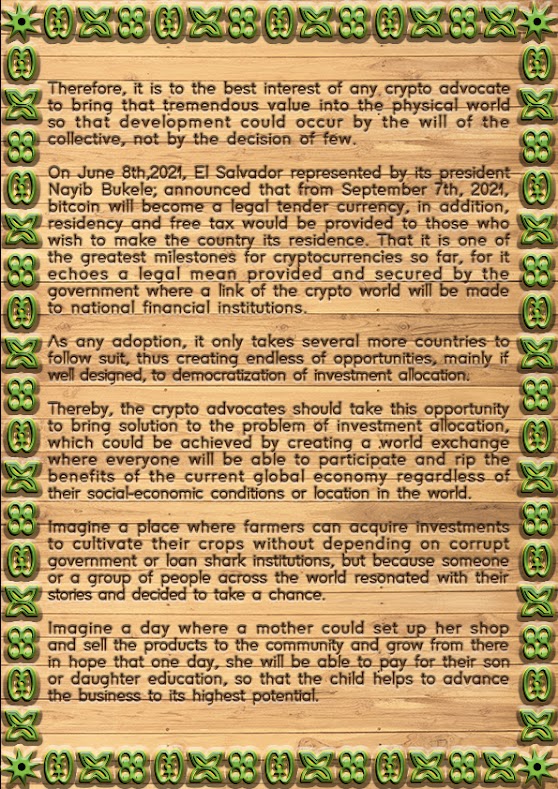 Therefore, it is to the best interest of any crypto advocate
to bring that tremendous value into the physical world
so that development could occur by the will of the
collective, not by the decision of few.
On June 8th,2021, El Salvador represented by its president
Nayib Bukele; announced that from September 7th, 2021,
bitcoin will become a legal tender currency, in addition,
residency and free tax would be provided to those who
wish to make the country its residence. That it is one of
the greatest milestones for cryptocurrencies so far, for it
echoes a legal mean provided and secured by the
government where a link of the crypto world will be made
to national financial institutions.
As any adoption, it only takes several more countries to
follow suit, thus creating endless of opportunities, mainly if
well designed, to democratization of investment allocation.
Thereby, the crypto advocates should take this opportunity
to bring solution to the problem of investment allocation,
which could be achieved by creating a world exchange
where everyone will be able to participate and rip the
benefits of the current global economy regardless of
their social-economic conditions or location in the world.
Imagine a place where farmers can acquire investments
to cultivate their crops without depending on corrupt
government or loan shark institutions, but because someone
or a group of people across the world resonated with their
stories and decided to take a chance.
Imagine a day where a mother could set up her shop
and sell the products to the community and grow from there
in hope that one day, she will be able to pay for their son
or daughter education, so that the child helps to advance
the business to its highest potential.